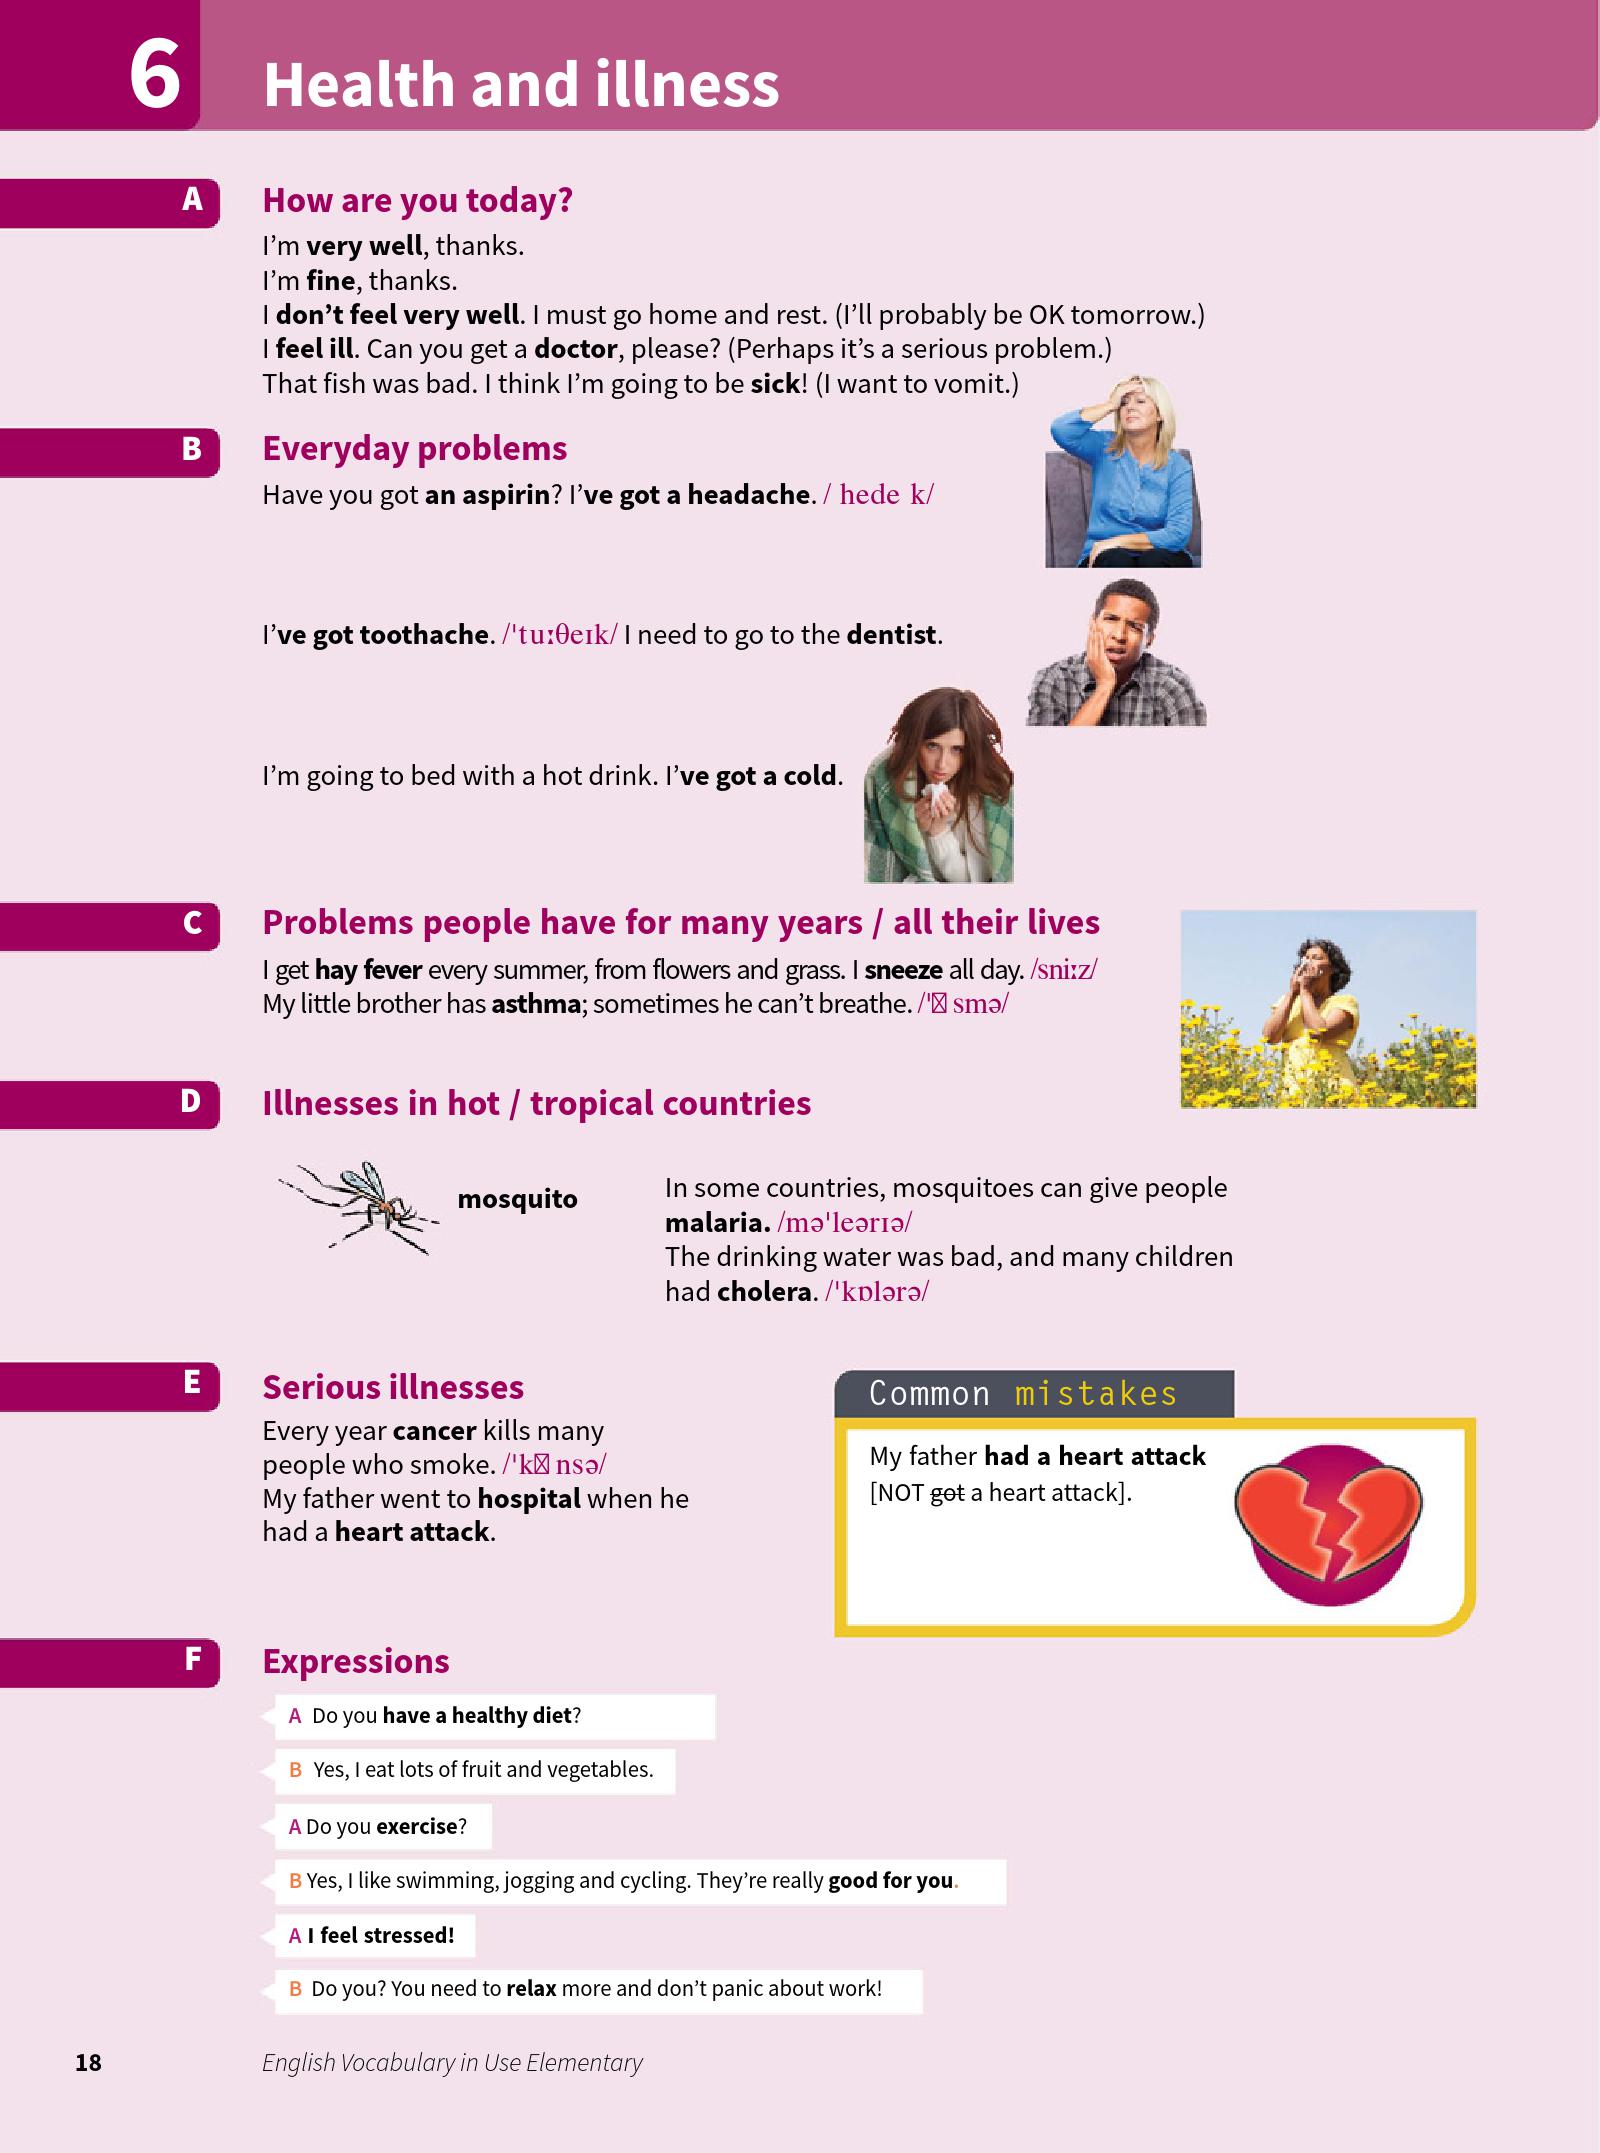 6
Health and illness
A
How are you today?
I’m very well, thanks.
I’m fine, thanks.
I don’t feel very well. I must go home and rest. (I’ll probably be OK tomorrow.)
I feel ill. Can you get a doctor, please? (Perhaps it’s a serious problem.)
That fish was bad. I think I’m going to be sick! (I want to vomit.)
B
Everyday problems
Have you got an aspirin? I’ve got a headache. / hede k/
I’ve got toothache. /ˈtuːθeɪk/ I need to go to the dentist.
I’m going to bed with a hot drink. I’ve got a cold.
C
Problems people have for many years / all their lives
I get hay fever every summer, from flowers and grass. I sneeze all day. /sniːz/
My little brother has asthma; sometimes he can’t breathe. /ˈ smə/
D
Illnesses in hot / tropical countries
mosquito
In some countries, mosquitoes can give people
malaria. /məˈleərɪə/
The drinking water was bad, and many children
had cholera. /ˈkɒlərə/
E
Serious illnesses
Every year cancer kills many
people who smoke. /ˈk nsə/
My father went to hospital when he
had a heart attack.
Common mistakes
My father had a heart attack
[NOT got a heart attack].
F
Expressions
A Do you have a healthy diet?
B Yes, I eat lots of fruit and vegetables.
A Do you exercise?
B Yes, I like swimming, jogging and cycling. They’re really good for you.
A I feel stressed!
B Do you? You need to relax more and don’t panic about work!
18
English Vocabulary in Use Elementary